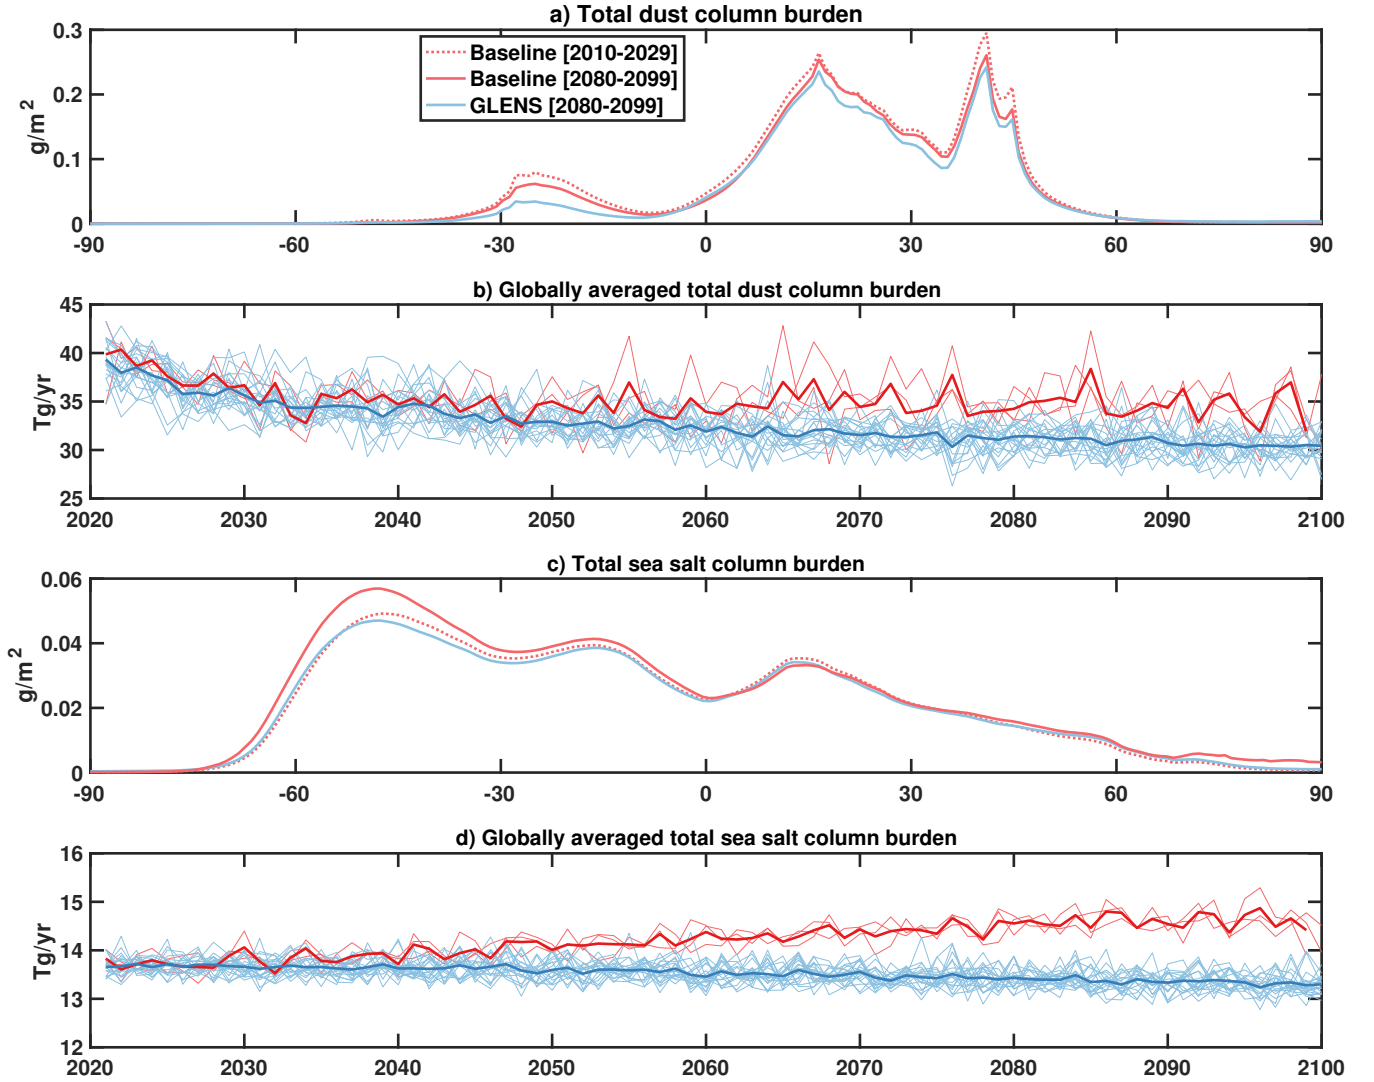 a) Total dust column burden
0.3
0.2
0.1
0
g/m2
Baseline [2010-2029]
Baseline [2080-2099]
GLENS [2080-2099]
-90 -60 -30 0 30 60 90
b) Globally averaged total dust column burden
45
40
35
30
25
Tg/yr
2020 2030 2040 2050 2060 2070 2080 2090 2100
c) Total sea salt column burden
0.06
0.04
0.02
0
g/m2
-90 -60 -30 0 30 60 90
d) Globally averaged total sea salt column burden
16
15
14
13
12
Tg/yr
2020 2030 2040 2050 2060 2070 2080 2090 2100